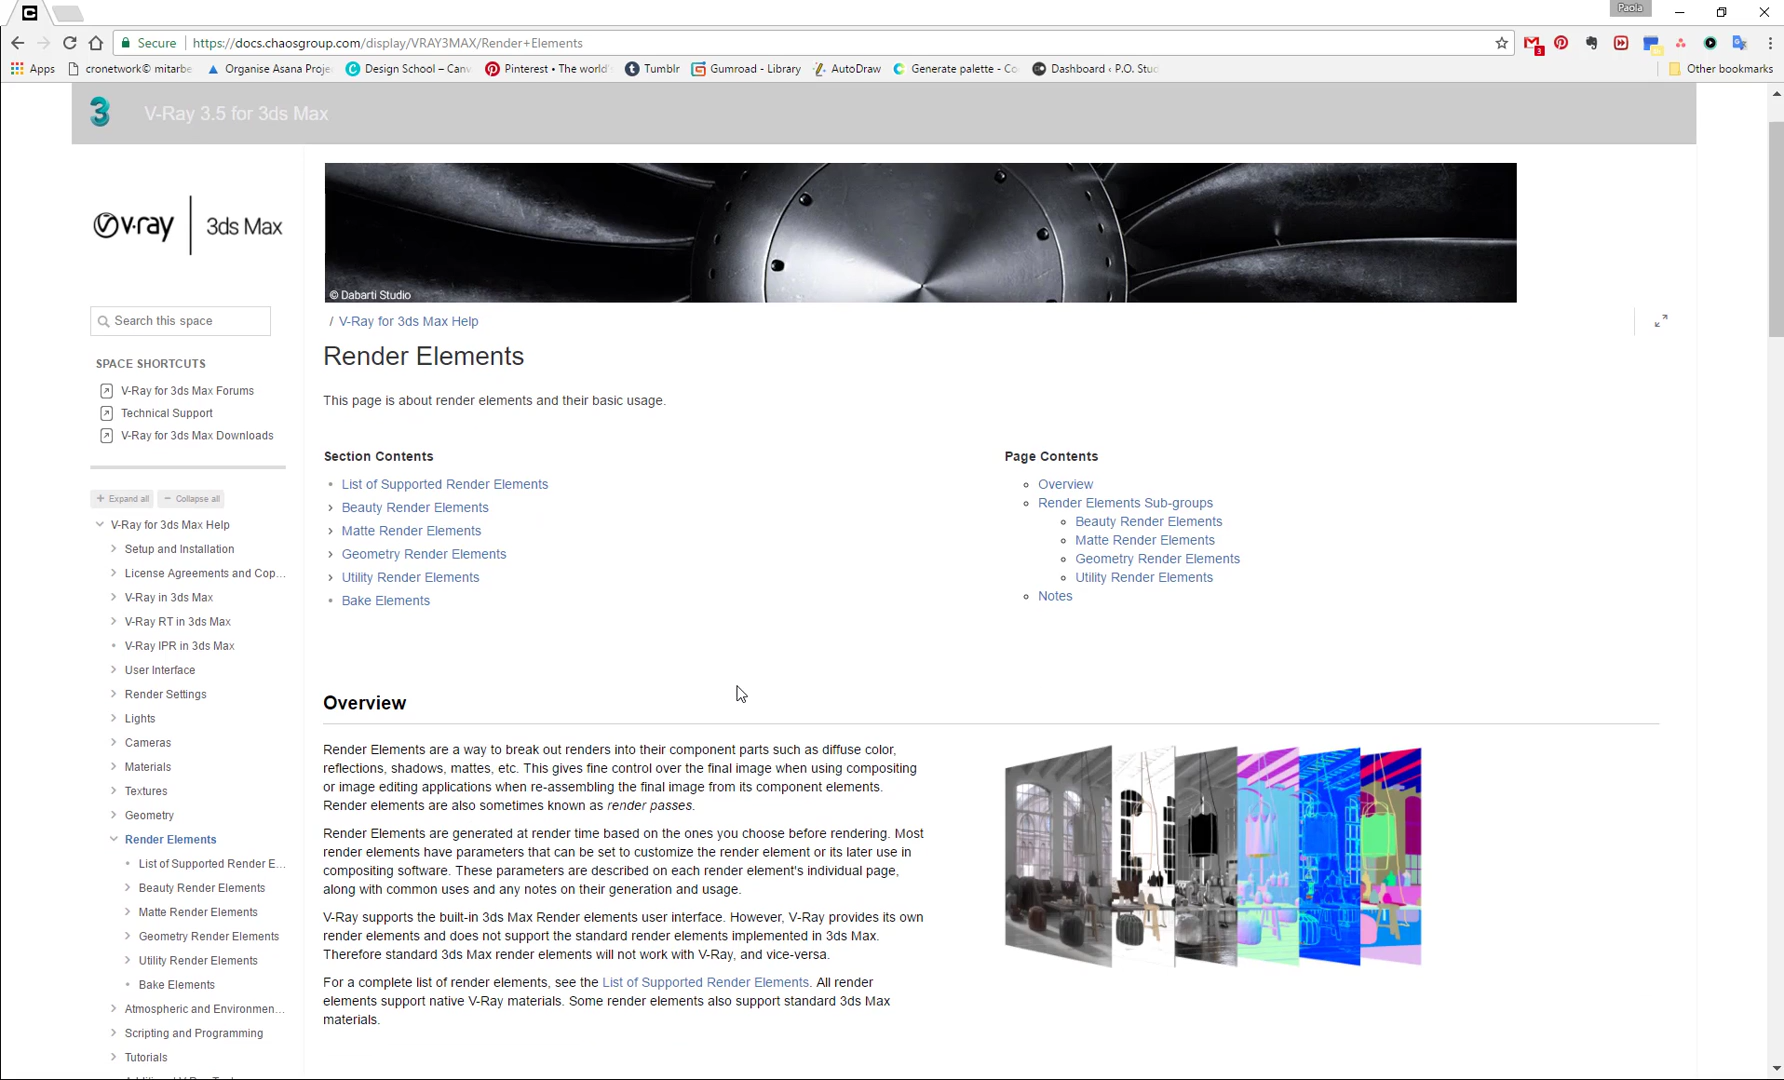 Paola
Secure
https://docs.chaosgroup.com/display/VRAY3MAX/Render+Elements
3
Apps
cronetwork© mitarbe
Organise Asana Proje
Design School – Canv
Pinterest • The world'
Tumblr
Gumroad - Library
AutoDraw
Generate palette - Co
Dashboard ‹ P.O. Stud
Other bookmarks
3
V-Ray 3.5 for 3ds Max
v·ray
3ds Max
© Dabarti Studio
/ V-Ray for 3ds Max Help
Render Elements
This page is about render elements and their basic usage.
Search this space
SPACE SHORTCUTS
V-Ray for 3ds Max Forums
Technical Support
V-Ray for 3ds Max Downloads
+ Expand all
− Collapse all
V-Ray for 3ds Max Help
Setup and Installation
License Agreements and Cop...
V-Ray in 3ds Max
V-Ray RT in 3ds Max
V-Ray IPR in 3ds Max
User Interface
Render Settings
Lights
Cameras
Materials
Textures
Geometry
Render Elements
List of Supported Render E...
Beauty Render Elements
Matte Render Elements
Geometry Render Elements
Utility Render Elements
Bake Elements
Atmospheric and Environmen...
Scripting and Programming
Tutorials
Section Contents
List of Supported Render Elements
Beauty Render Elements
Matte Render Elements
Geometry Render Elements
Utility Render Elements
Bake Elements
Page Contents
Overview
Render Elements Sub-groups
Beauty Render Elements
Matte Render Elements
Geometry Render Elements
Utility Render Elements
Notes
Overview
Render Elements are a way to break out renders into their component parts such as diffuse color,
reflections, shadows, mattes, etc. This gives fine control over the final image when using compositing
or image editing applications when re-assembling the final image from its component elements.
Render elements are also sometimes known as render passes.
Render Elements are generated at render time based on the ones you choose before rendering. Most
render elements have parameters that can be set to customize the render element or its later use in
compositing software. These parameters are described on each render element's individual page,
along with common uses and any notes on their generation and usage.
V-Ray supports the built-in 3ds Max Render elements user interface. However, V-Ray provides its own
render elements and does not support the standard render elements implemented in 3ds Max.
Therefore standard 3ds Max render elements will not work with V-Ray, and vice-versa.
For a complete list of render elements, see the List of Supported Render Elements. All render
elements support native V-Ray materials. Some render elements also support standard 3ds Max
materials.